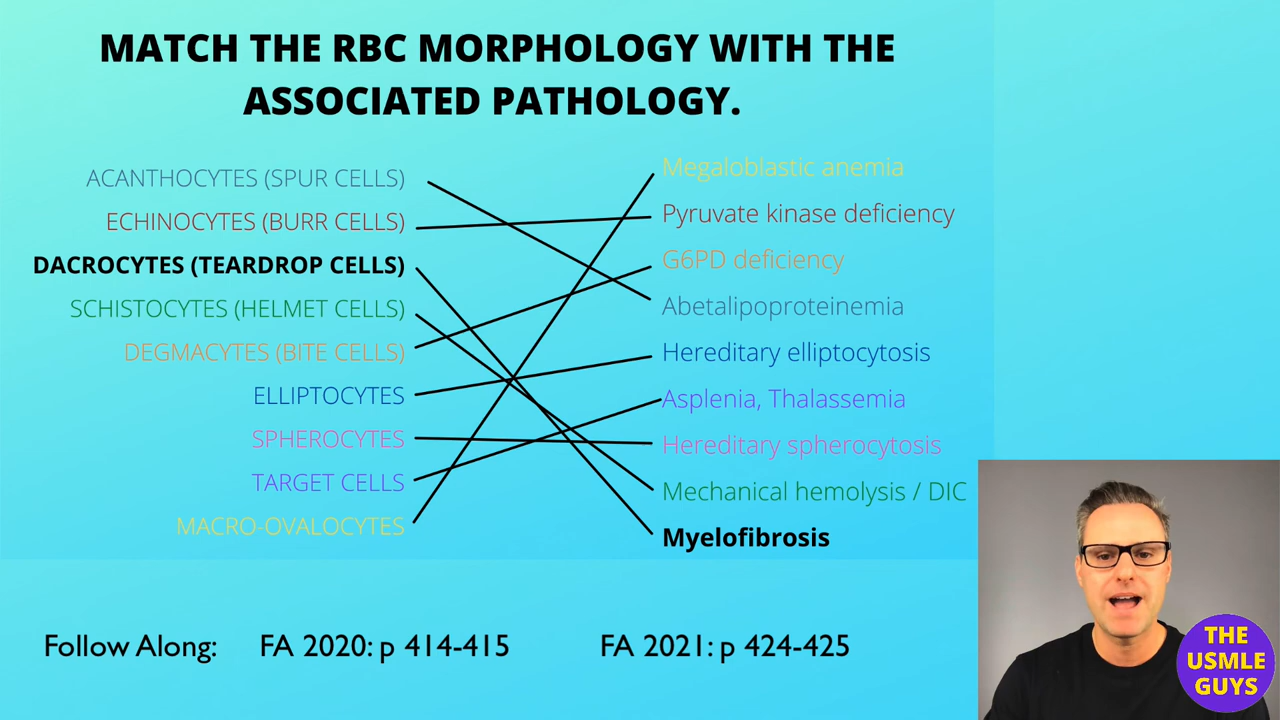 MATCH THE RBC MORPHOLOGY WITH THE
ASSOCIATED PATHOLOGY.
ACANTHOCYTES (SPUR CELLS)
ECHINOCYTES (BURR CELLS)
DACROCYTES (TEARDROP CELLS)
SCHISTOCYTES (HELMET CELLS)
DEGMACYTES (BITE CELLS)
ELLIPTOCYTES
SPHEROCYTES
TARGET CELLS
MACRO-OVALOCYTES
Megaloblastic anemia
Pyruvate kinase deficiency
G6PD deficiency
Abetalipoproteinemia
Hereditary elliptocytosis
Asplenia, Thalassemia
Hereditary spherocytosis
Mechanical hemolysis / DIC
Myelofibrosis
Follow Along: FA 2020: p 414-415 FA 2021: p 424-425
THE
USMLE
GUYS